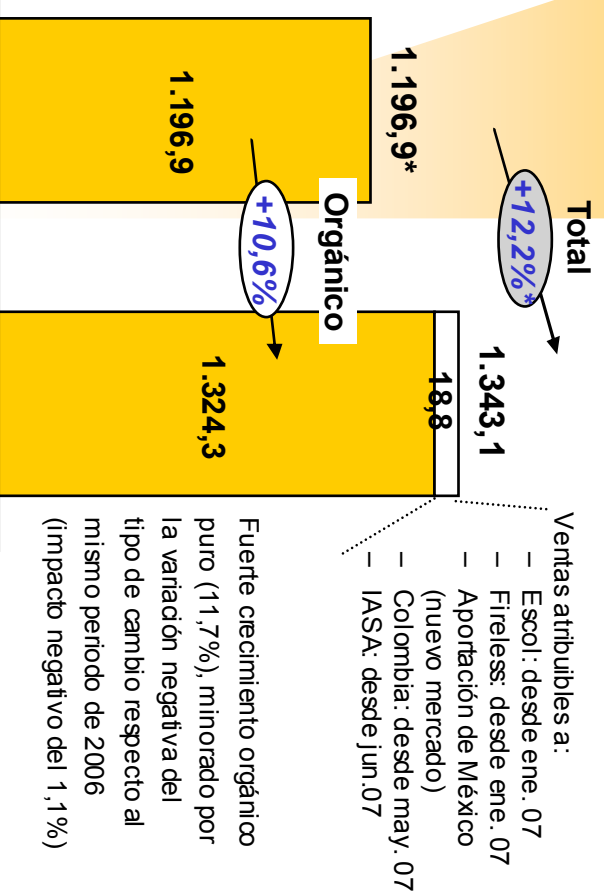 Total
+12,2%*
1.196,9*
1.196,9
Orgánico
+10,6%
1.343,1
18,8
1.324,3
Ventas atribuibles a:
– Escol: desde ene. 07
– Fireless: desde ene. 07
– Aportación de México
(nuevo mercado)
– Colombia: desde may. 07
– IASA: desde jun.07
Fuerte crecimiento orgánico
puro (11,7%), minorado por
la variación negativa del
tipo de cambio respecto al
mismo periodo de 2006
(impacto negativo del 1,1%)